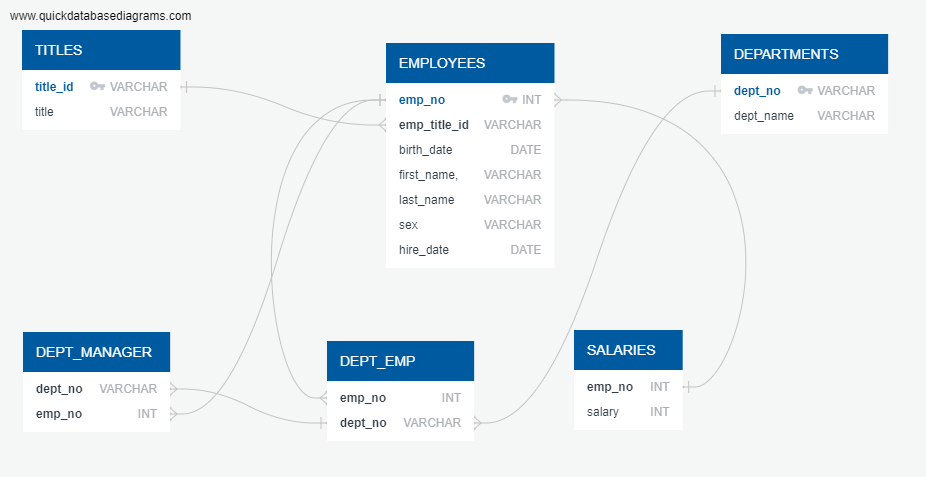 www.quickdatabasediagrams.com
TITLES
title_id VARCHAR
title VARCHAR
EMPLOYEES
emp_no INT
emp_title_id VARCHAR
birth_date DATE
first_name, VARCHAR
last_name VARCHAR
sex VARCHAR
hire_date DATE
DEPARTMENTS
dept_no VARCHAR
dept_name VARCHAR
DEPT_MANAGER
dept_no VARCHAR
emp_no INT
DEPT_EMP
emp_no INT
dept_no VARCHAR
SALARIES
emp_no INT
salary INT